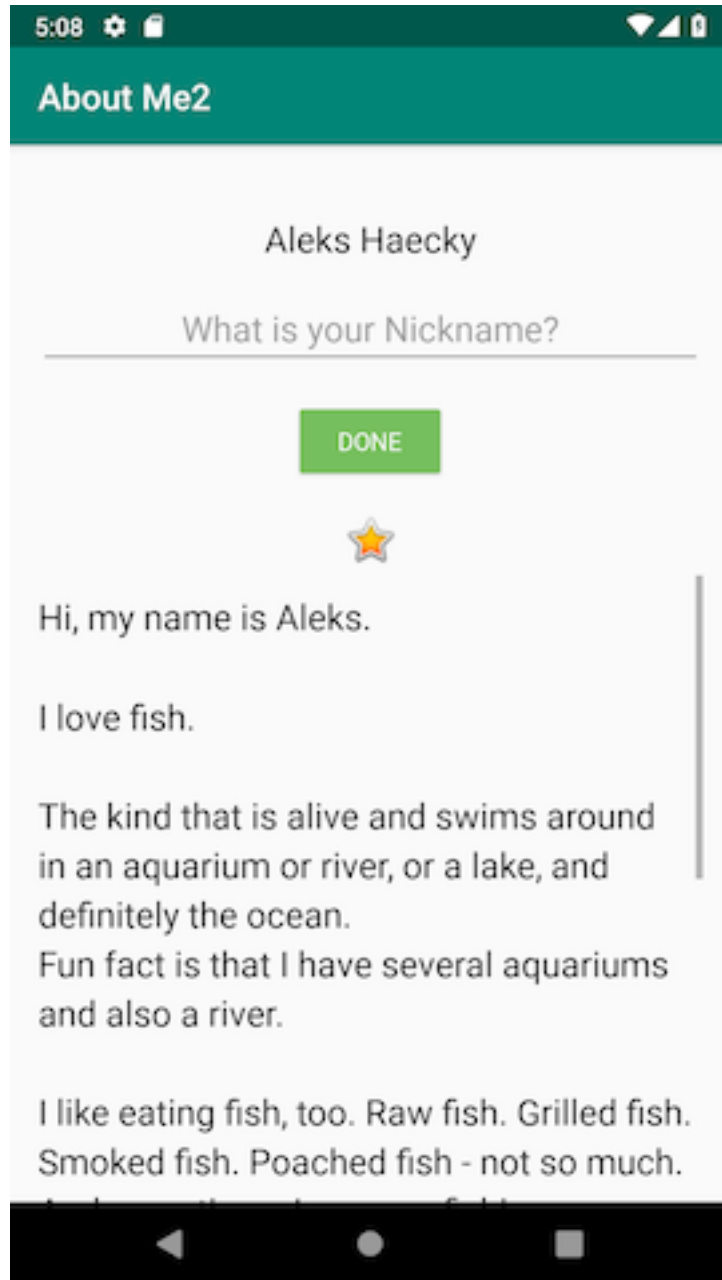 5:08
About Me2
Aleks Haecky
What is your Nickname?
DONE
Hi, my name is Aleks.
I love fish.
The kind that is alive and swims around
in an aquarium or river, or a lake, and
definitely the ocean.
Fun fact is that I have several aquariums
and also a river.
I like eating fish, too. Raw fish. Grilled fish.
Smoked fish. Poached fish - not so much.